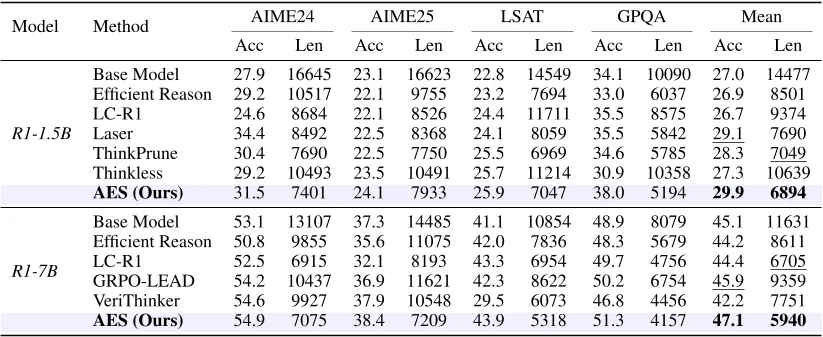 Model Method AIME24 AIME25 LSAT GPQA Mean
Acc Len Acc Len Acc Len Acc Len Acc Len
R1-1.5B
Base Model 27.9 16645 23.1 16623 22.8 14549 34.1 10090 27.0 14477
Efficient Reason 29.2 10517 22.1 9755 23.2 7694 33.0 6037 26.9 8501
LC-R1 24.6 8684 22.1 8526 24.4 11711 35.5 8575 26.7 9374
Laser 34.4 8492 22.5 8368 24.1 8059 35.5 5842 29.1 7690
ThinkPrune 30.4 7690 22.5 7750 25.5 6969 34.6 5785 28.3 7049
Thinkless 29.2 10493 23.5 10491 25.7 11214 30.9 10358 27.3 10639
AES (Ours) 31.5 7401 24.1 7933 25.9 7047 38.0 5194 29.9 6894
R1-7B
Base Model 53.1 13107 37.3 14485 41.1 10854 48.9 8079 45.1 11631
Efficient Reason 50.8 9855 35.6 11075 42.0 7836 48.3 5679 44.2 8611
LC-R1 52.5 6915 32.1 8193 43.3 6954 49.7 4756 44.4 6705
GRPO-LEAD 54.2 10437 36.9 11621 42.3 8622 50.2 6754 45.9 9359
VeriThinker 54.6 9927 37.9 10548 29.5 6073 46.8 4456 42.2 7751
AES (Ours) 54.9 7075 38.4 7209 43.9 5318 51.3 4157 47.1 5940